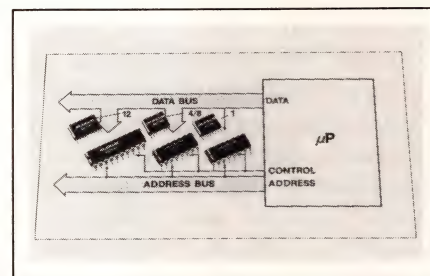 DATA BUS
DATA
12
4/8
1
μP
CONTROL
ADDRESS BUS
ADDRESS